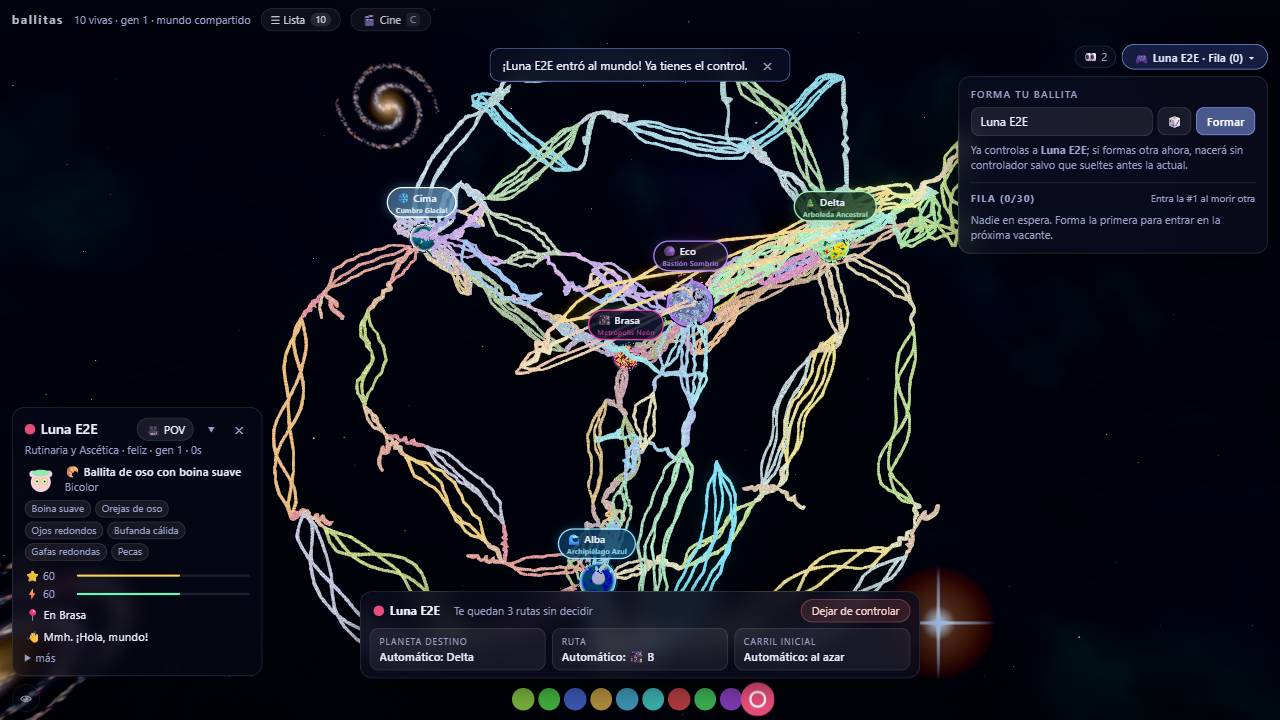 ballitas 10 vivas · gen 1 · mundo compartido ☰ Lista 10 Cine C
¡Luna E2E entró al mundo! Ya tienes el control. ×
2 Luna E2E · Fila (0)
FORMA TU BALLITA
Luna E2E Formar
Ya controlas a Luna E2E; si formas otra ahora, nacerá sin
controlador salvo que sueltes antes la actual.
FILA (0/30) Entra la #1 al morir otra
Nadie en espera. Forma la primera para entrar en la
próxima vacante.
Cima
Cumbre Glacial
Delta
Arboleda Ancestral
Eco
Bastión Sombrío
Brasa
Metrópolis Neón
Alba
Archipiélago Azul
Luna E2E POV ▼ ×
Rutinaria y Ascética · feliz · gen 1 · 0s
Ballita de oso con boina suave
Bicolor
Boina suave Orejas de oso
Ojos redondos Bufanda cálida
Gafas redondas Pecas
60
60
En Brasa
Mmh. ¡Hola, mundo!
▶ más
Luna E2E Te quedan 3 rutas sin decidir Dejar de controlar
PLANETA DESTINO
Automático: Delta
RUTA
Automático: B
CARRIL INICIAL
Automático: al azar